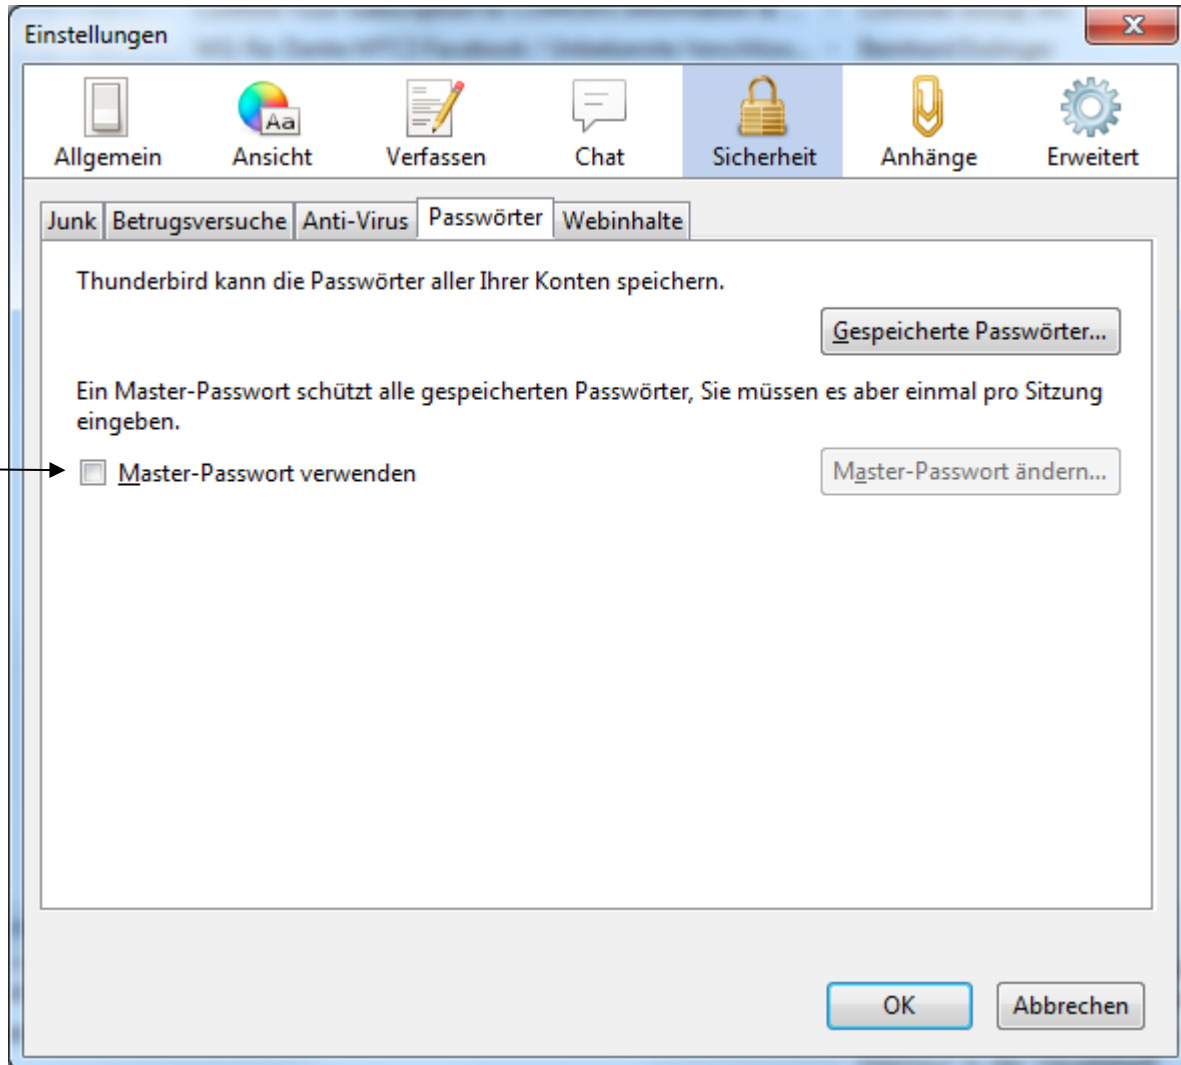 Einstellungen
X
Aa
Allgemein Ansicht Verfassen Chat Sicherheit Anhänge Erweitert
Junk Betrugsversuche Anti-Virus Passwörter Webinhalte
Thunderbird kann die Passwörter aller Ihrer Konten speichern.
Gespeicherte Passwörter...
Ein Master-Passwort schützt alle gespeicherten Passwörter, Sie müssen es aber einmal pro Sitzung
eingeben.
Master-Passwort verwenden Master-Passwort ändern...
OK Abbrechen